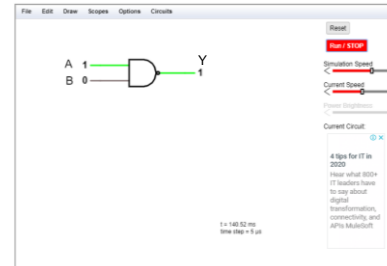 File Edit Draw Scopes Options Circuits
Reset
Run / STOP
Simulation Speed
Current Speed
Power Brightness
Current Circuit:
A 1
B 0
Y
1
4 tips for IT in
2020
Hear what 800+
IT leaders have
to say about
digital
transformation,
connectivity, and
APIs MuleSoft
t = 140.52 ms
time step = 5 µs